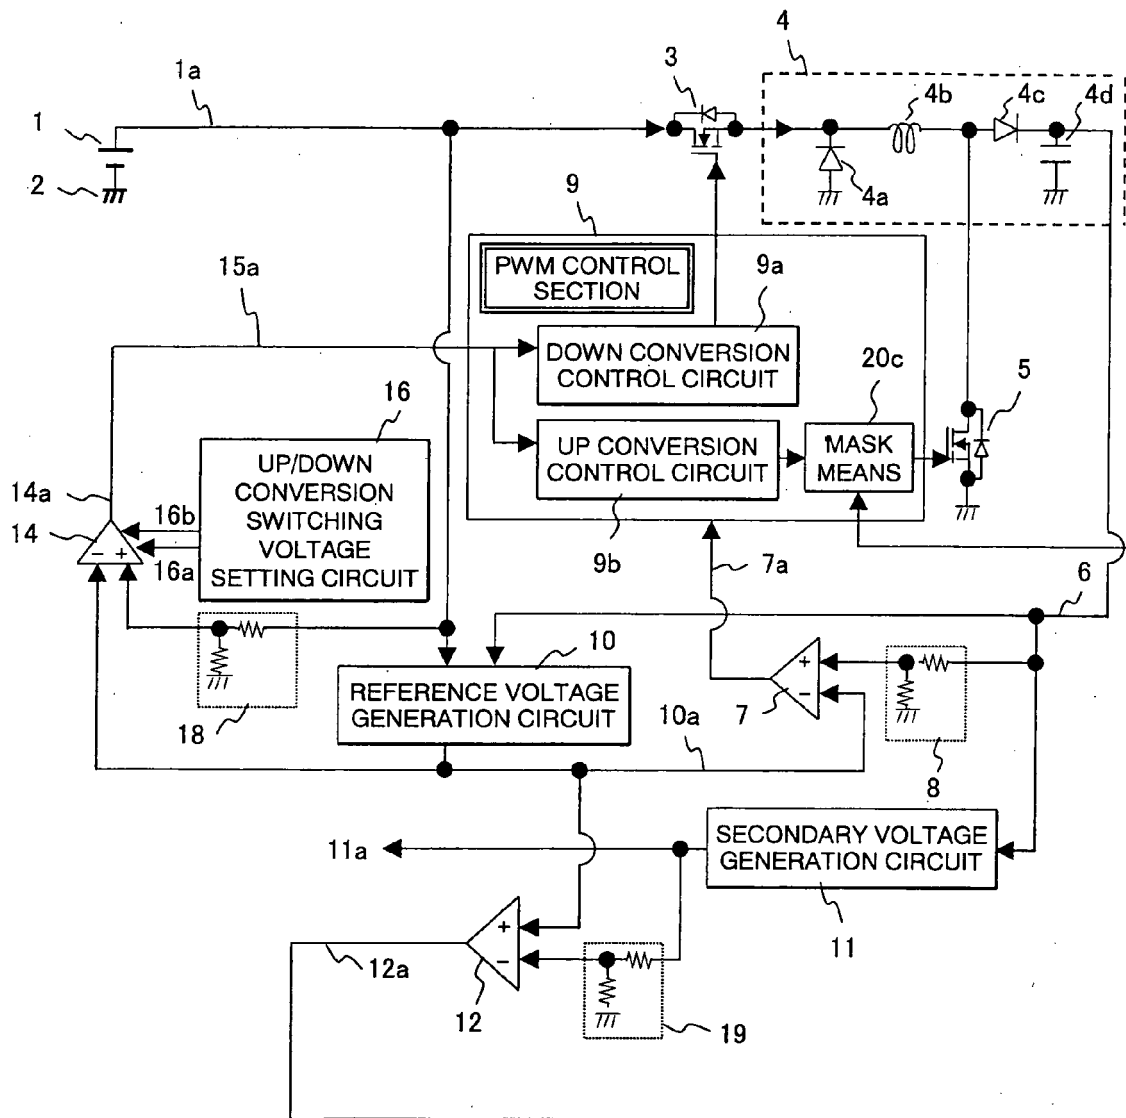 4
1a
3
4b
4c
4d
1
2
4a
9
PWM CONTROL
SECTION
9a
15a
DOWN CONVERSION
CONTROL CIRCUIT
20c
5
16
UP CONVERSION
CONTROL CIRCUIT
MASK
MEANS
UP/DOWN
CONVERSION
SWITCHING
VOLTAGE
SETTING CIRCUIT
14a
16b
14
− +
16a
9b
7a
6
10
+
−
REFERENCE VOLTAGE
GENERATION CIRCUIT
7
18
10a
8
SECONDARY VOLTAGE
GENERATION CIRCUIT
11a
11
+
−
12a
12
19